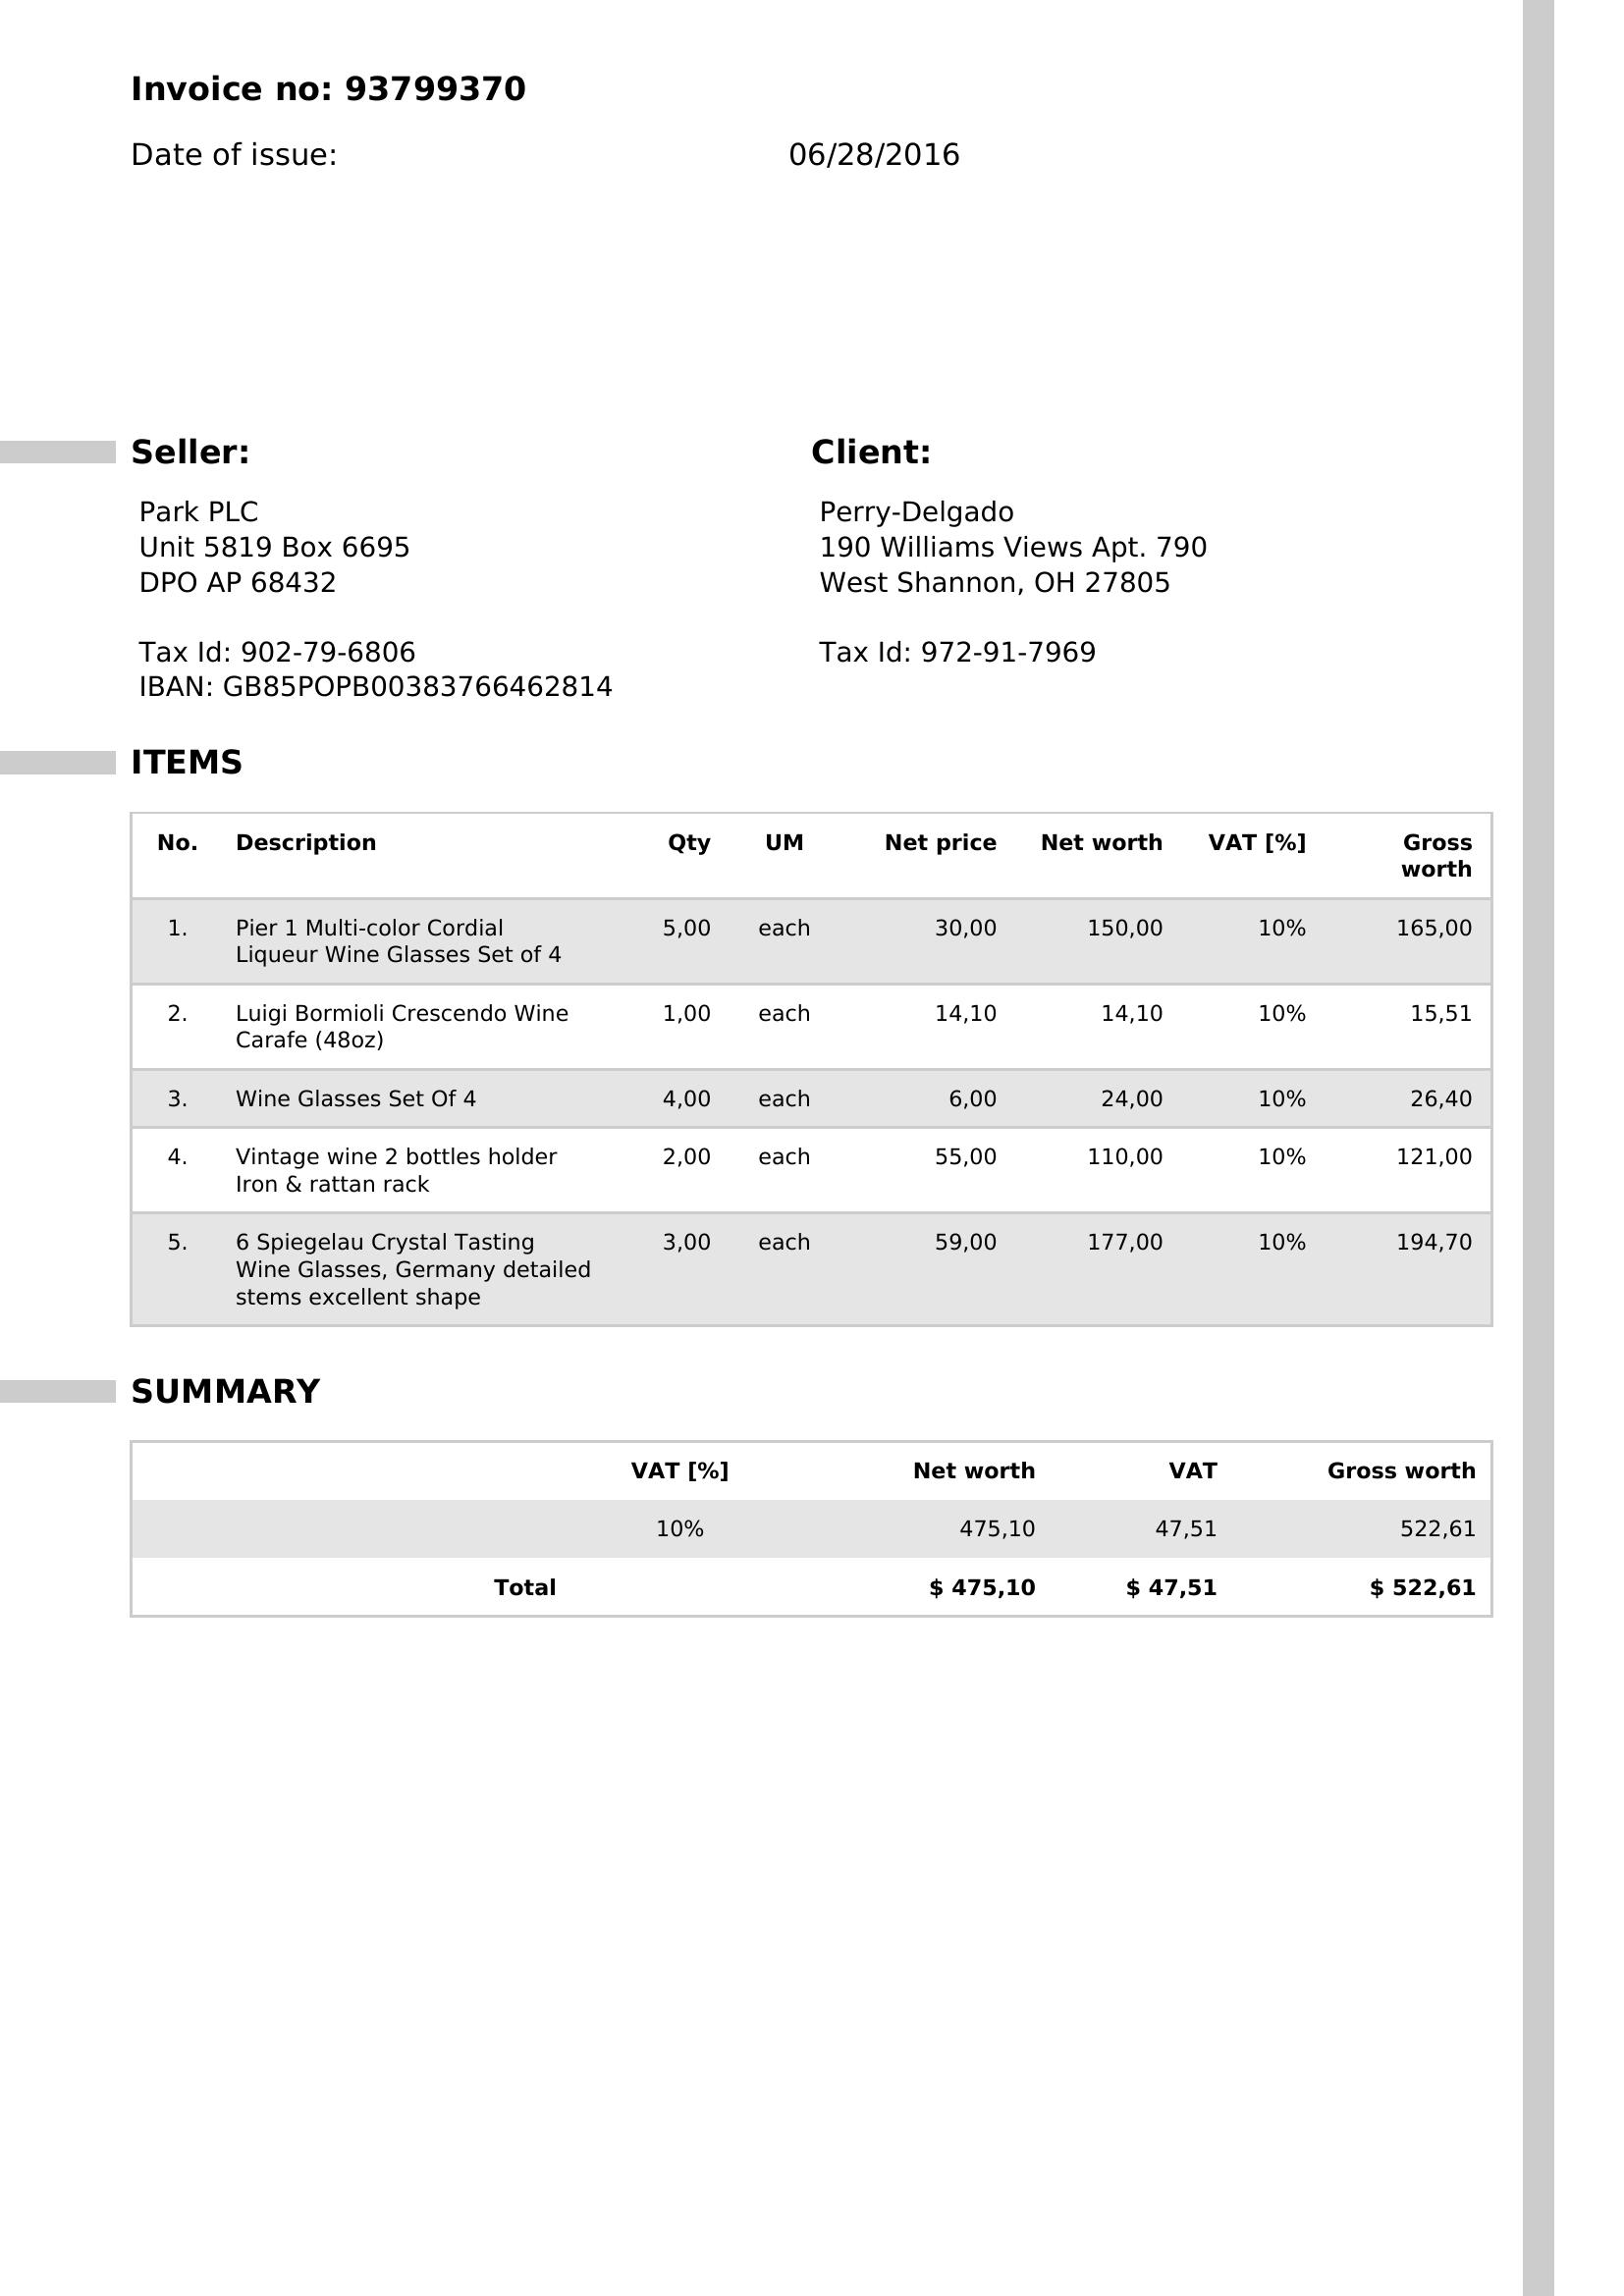 Invoice no: 93799370
Date of issue: 06/28/2016
Seller:
Park PLC
Unit 5819 Box 6695
DPO AP 68432
Tax Id: 902-79-6806
IBAN: GB85POPB00383766462814
Client:
Perry-Delgado
190 Williams Views Apt. 790
West Shannon, OH 27805
Tax Id: 972-91-7969
ITEMS
No. Description Qty UM Net price Net worth VAT [%] Gross
worth
1. Pier 1 Multi-color Cordial 5,00 each 30,00 150,00 10% 165,00
Liqueur Wine Glasses Set of 4
2. Luigi Bormioli Crescendo Wine 1,00 each 14,10 14,10 10% 15,51
Carafe (48oz)
3. Wine Glasses Set Of 4 4,00 each 6,00 24,00 10% 26,40
4. Vintage wine 2 bottles holder 2,00 each 55,00 110,00 10% 121,00
Iron & rattan rack
5. 6 Spiegelau Crystal Tasting 3,00 each 59,00 177,00 10% 194,70
Wine Glasses, Germany detailed
stems excellent shape
SUMMARY
VAT [%] Net worth VAT Gross worth
10% 475,10 47,51 522,61
Total $ 475,10 $ 47,51 $ 522,61